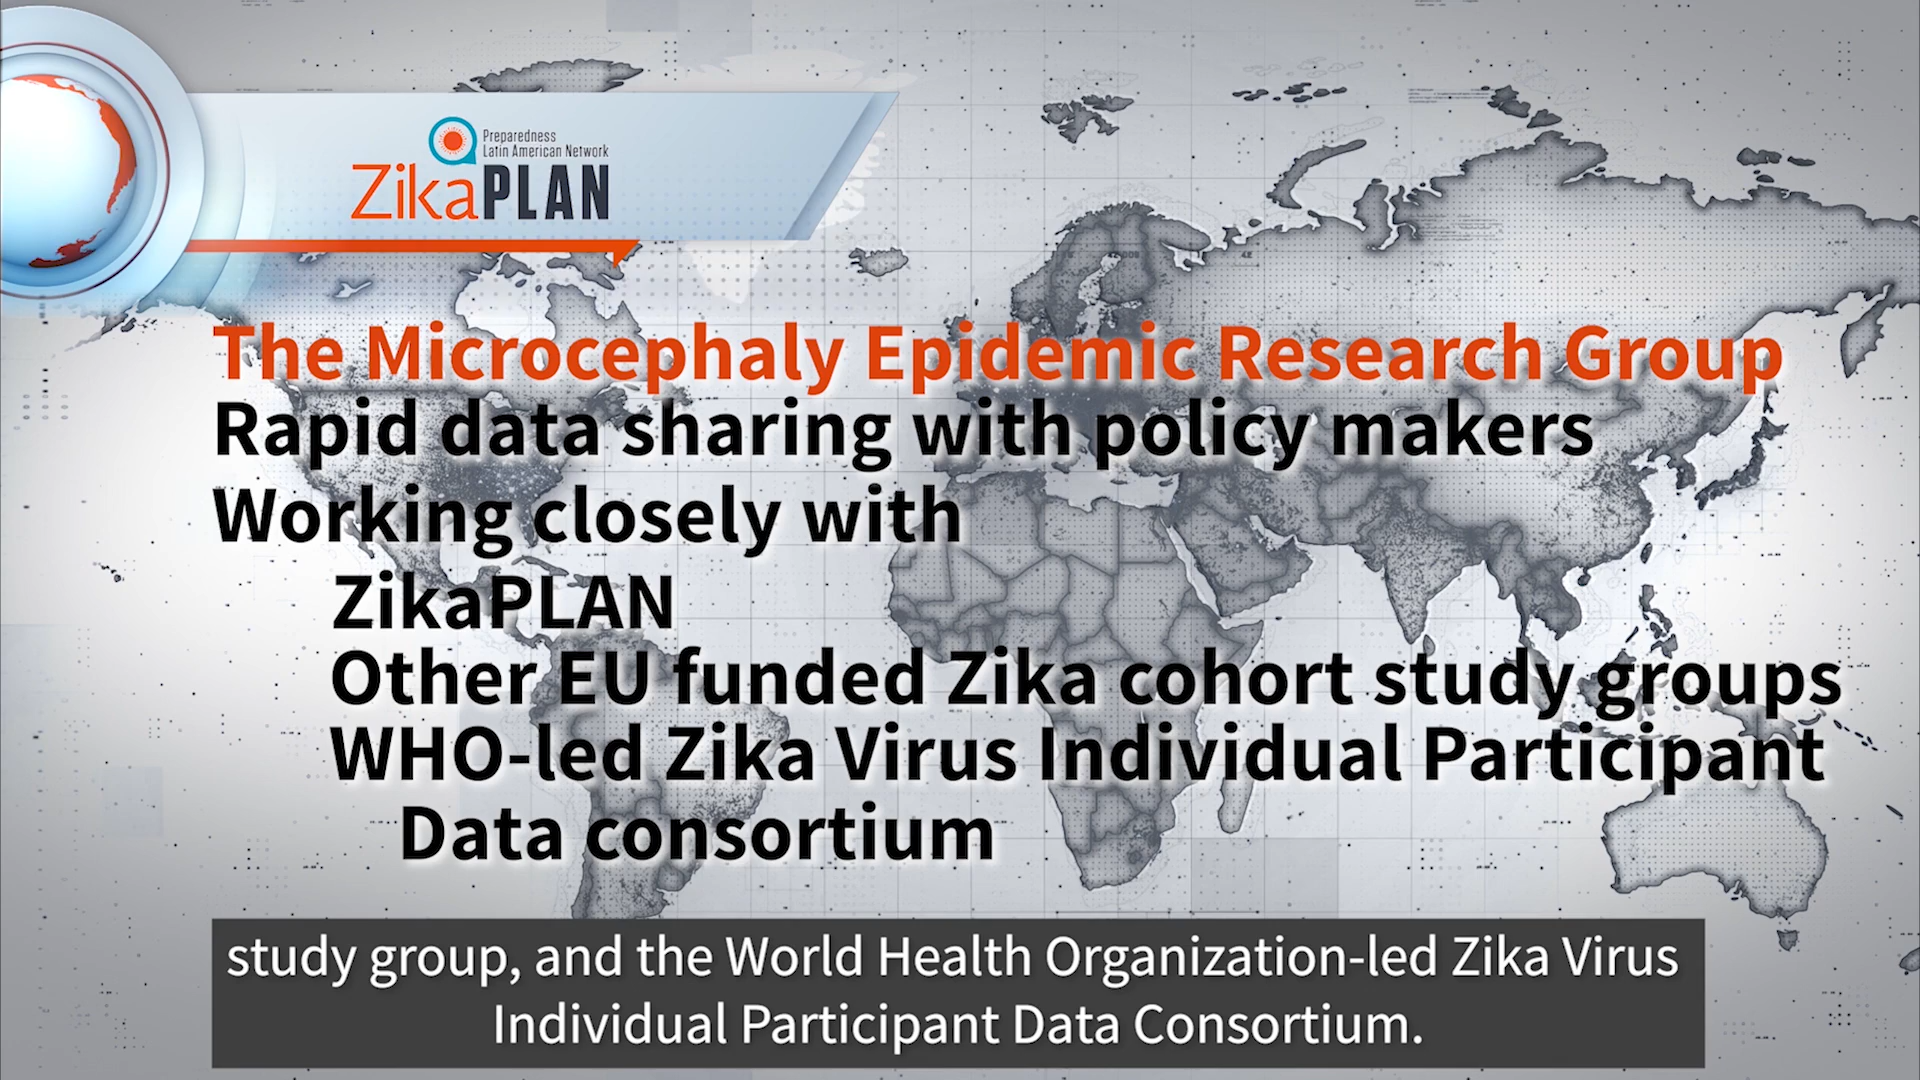 Preparedness
Latin American Network
ZikaPLAN
The Microcephaly Epidemic Research Group
Rapid data sharing with policy makers
Working closely with
ZikaPLAN
Other EU funded Zika cohort study groups
WHO-led Zika Virus Individual Participant
Data consortium
study group, and the World Health Organization-led Zika Virus
Individual Participant Data Consortium.